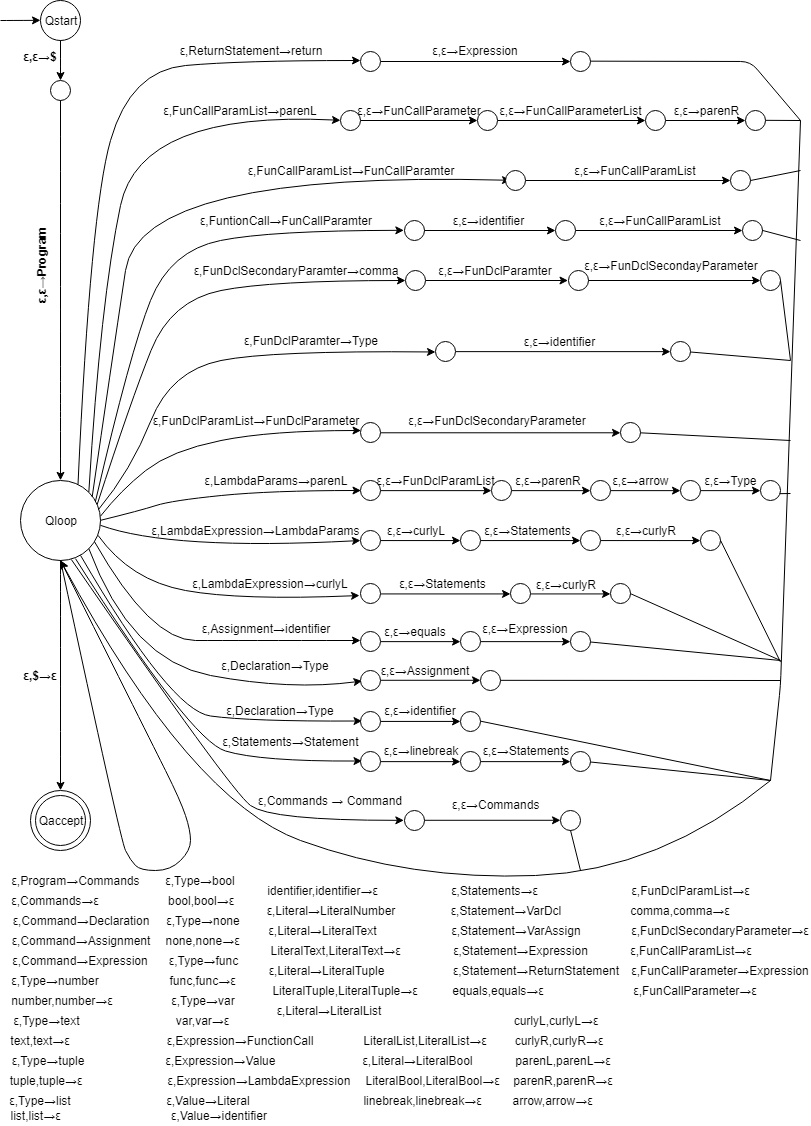 Qstart
ε,ε→$
ε,ε→Program
Qloop
ε,$→ε
Qaccept
ε,ReturnStatement→return
ε,ε→Expression
ε,FunCallParamList→parenL
ε,ε→FunCallParameter
ε,ε→FunCallParameterList
ε,ε→parenR
ε,FunCallParamList→FunCallParamter
ε,ε→FunCallParamList
ε,FuntionCall→FunCallParamter
ε,ε→identifier
ε,ε→FunCallParamList
ε,FunDclSecondaryParamter→comma
ε,ε→FunDclParamter
ε,ε→FunDclSecondayParameter
ε,FunDclParamter→Type
ε,ε→identifier
ε,FunDclParamList→FunDclParameter
ε,ε→FunDclSecondaryParameter
ε,LambdaParams→parenL
ε,ε→FunDclParamList
ε,ε→parenR
ε,ε→arrow
ε,ε→Type
ε,LambdaExpression→LambdaParams
ε,ε→curlyL
ε,ε→Statements
ε,ε→curlyR
ε,LambdaExpression→curlyL
ε,ε→Statements
ε,ε→curlyR
ε,Assignment→identifier
ε,ε→equals
ε,ε→Expression
ε,Declaration→Type
ε,ε→Assignment
ε,Declaration→Type
ε,ε→identifier
ε,Statements→Statement
ε,ε→linebreak
ε,ε→Statements
ε,Commands → Command
ε,ε→Commands
ε,Program→Commands
ε,Commands→ε
ε,Command→Declaration
ε,Command→Assignment
ε,Command→Expression
ε,Type→number
number,number→ε
ε,Type→text
text,text→ε
ε,Type→tuple
tuple,tuple→ε
ε,Type→list
list,list→ε
ε,Type→bool
bool,bool→ε
ε,Type→none
none,none→ε
ε,Type→func
func,func→ε
ε,Type→var
var,var→ε
ε,Expression→FunctionCall
ε,Expression→Value
ε,Expression→LambdaExpression
ε,Value→Literal
ε,Value→identifier
identifier,identifier→ε
ε,Literal→LiteralNumber
ε,Literal→LiteralText
LiteralText,LiteralText→ε
ε,Literal→LiteralTuple
LiteralTuple,LiteralTuple→ε
ε,Literal→LiteralList
LiteralList,LiteralList→ε
ε,Literal→LiteralBool
LiteralBool,LiteralBool→ε
linebreak,linebreak→ε
ε,Statements→ε
ε,Statement→VarDcl
ε,Statement→VarAssign
ε,Statement→Expression
ε,Statement→ReturnStatement
equals,equals→ε
curlyL,curlyL→ε
curlyR,curlyR→ε
parenL,parenL→ε
parenR,parenR→ε
arrow,arrow→ε
ε,FunDclParamList→ε
comma,comma→ε
ε,FunDclSecondaryParameter→ε
ε,FunCallParamList→ε
ε,FunCallParameter→Expression
ε,FunCallParameter→ε